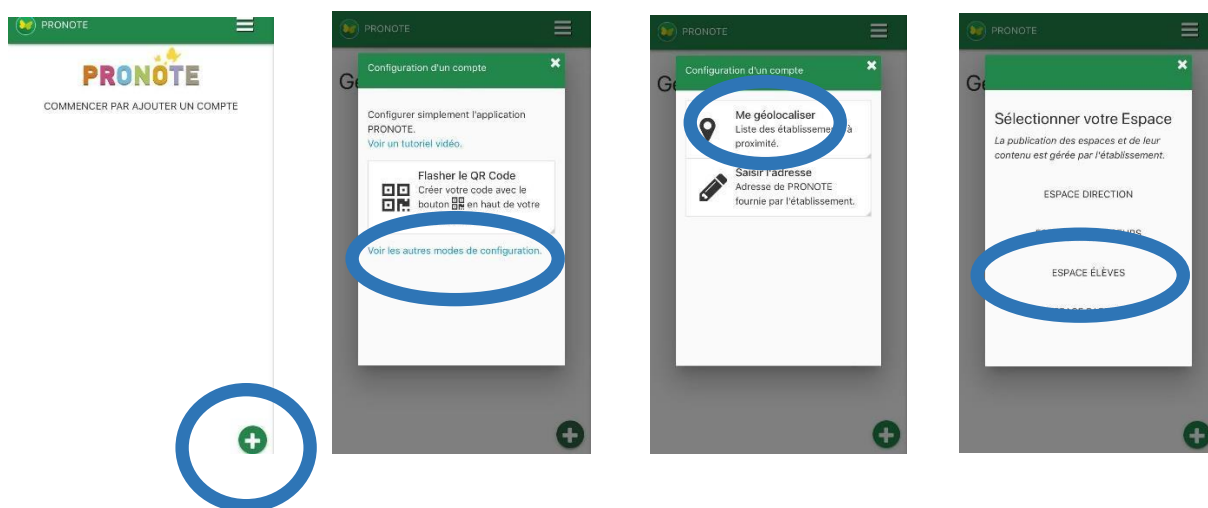 PRONOTE
PRONOTE
COMMENCER PAR AJOUTER UN COMPTE
PRONOTE
Configuration d'un compte
Configurer simplement l'application
PRONOTE.
Voir un tutoriel vidéo.
Flasher le QR Code
Créer votre code avec le
bouton en haut de votre
Voir les autres modes de configuration.
PRONOTE
Configuration d'un compte
Me géolocaliser
Liste des établissements à
proximité.
Saisir l'adresse
Adresse de PRONOTE
fournie par l'établissement.
PRONOTE
Sélectionner votre Espace
La publication des espaces et de leur
contenu est gérée par l'établissement.
ESPACE DIRECTION
ESPACE ÉLÈVES